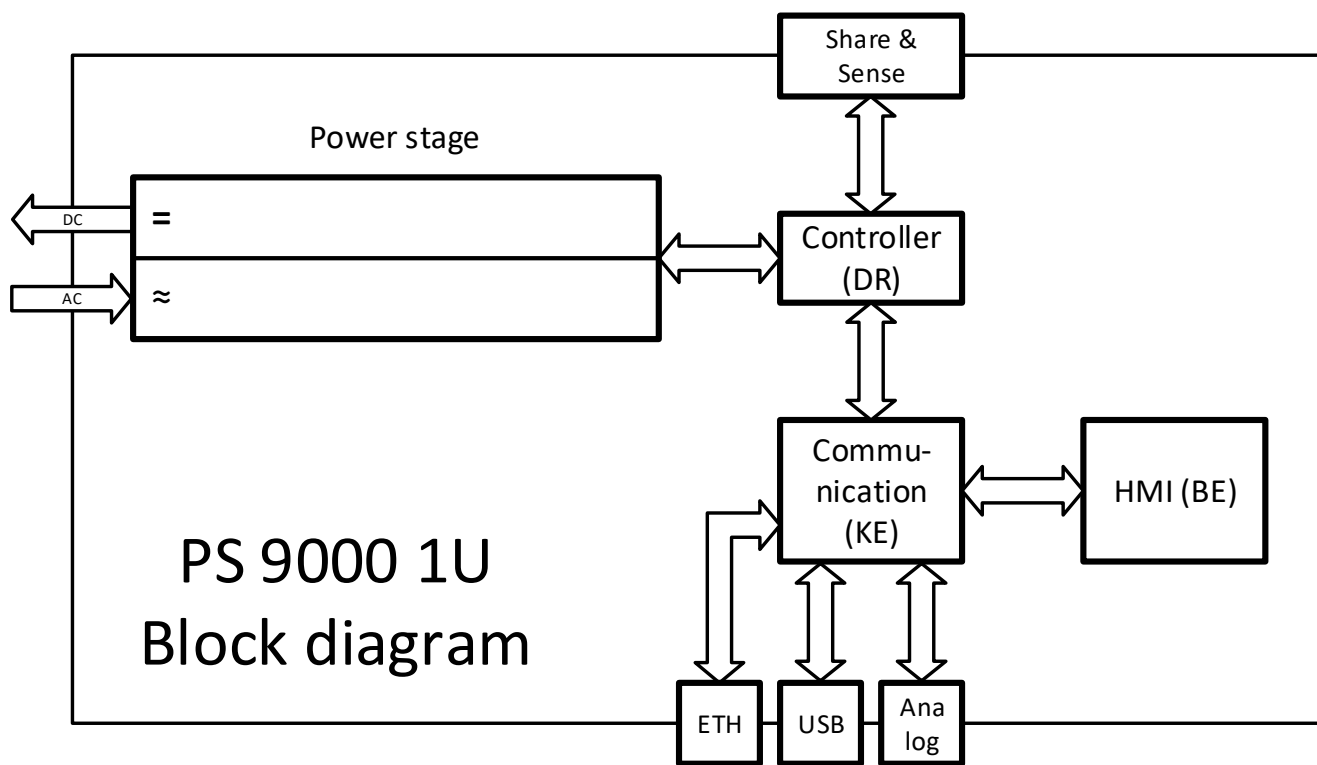 Share &
Sense
Power stage
DC
=
Controller
(DR)
AC
≈
Commu-
nication
(KE)
HMI (BE)
PS 9000 1U
Block diagram
ETH
USB
Ana
log